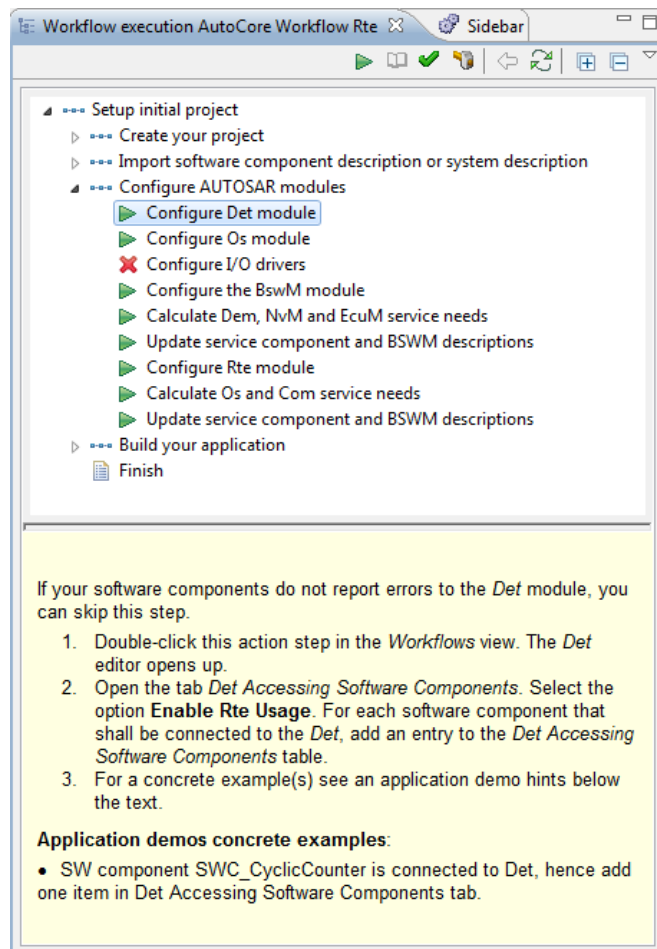 Workflow execution AutoCore Workflow Rte
Sidebar
Setup initial project
Create your project
Import software component description or system description
Configure AUTOSAR modules
Configure Det module
Configure Os module
Configure I/O drivers
Configure the BswM module
Calculate Dem, NvM and EcuM service needs
Update service component and BSWM descriptions
Configure Rte module
Calculate Os and Com service needs
Update service component and BSWM descriptions
Build your application
Finish
If your software components do not report errors to the Det module, you
can skip this step.
1. Double-click this action step in the Workflows view. The Det
editor opens up.
2. Open the tab Det Accessing Software Components. Select the
option Enable Rte Usage. For each software component that
shall be connected to the Det, add an entry to the Det Accessing
Software Components table.
3. For a concrete example(s) see an application demo hints below
the text.
Application demos concrete examples:
• SW component SWC_CyclicCounter is connected to Det, hence add
one item in Det Accessing Software Components tab.